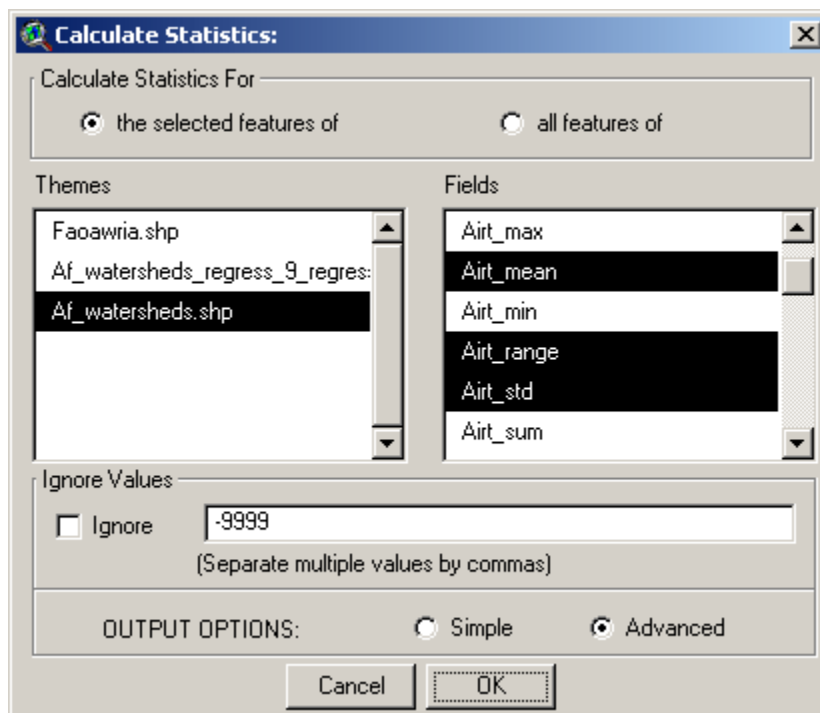 Calculate Statistics:
Calculate Statistics For
the selected features of
all features of
Themes
Faoawria.shp
Af_watersheds_regress_9_regres
Af_watersheds.shp
Fields
Airt_max
Airt_mean
Airt_min
Airt_range
Airt_std
Airt_sum
Ignore Values
Ignore
-9999
(Separate multiple values by commas)
OUTPUT OPTIONS:
Simple
Advanced
Cancel
OK